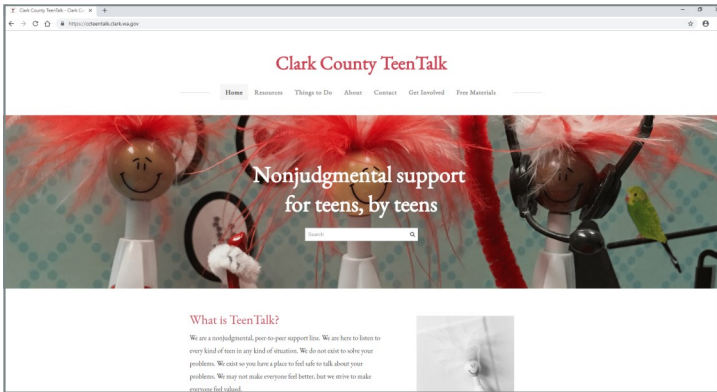 Clark County TeenTalk - Clark Co
https://ccteentalk.clark.wa.gov
Clark County TeenTalk
Home Resources Things to Do About Contact Get Involved Free Materials
Nonjudgmental support
for teens, by teens
Search
What is TeenTalk?
We are a nonjudgmental, peer-to-peer support line. We are here to listen to
every kind of teen in any kind of situation. We do not exist to solve your
problems. We exist so you have a place to feel safe to talk about your
problems. We may not make everyone feel better, but we strive to make
everyone feel valued.